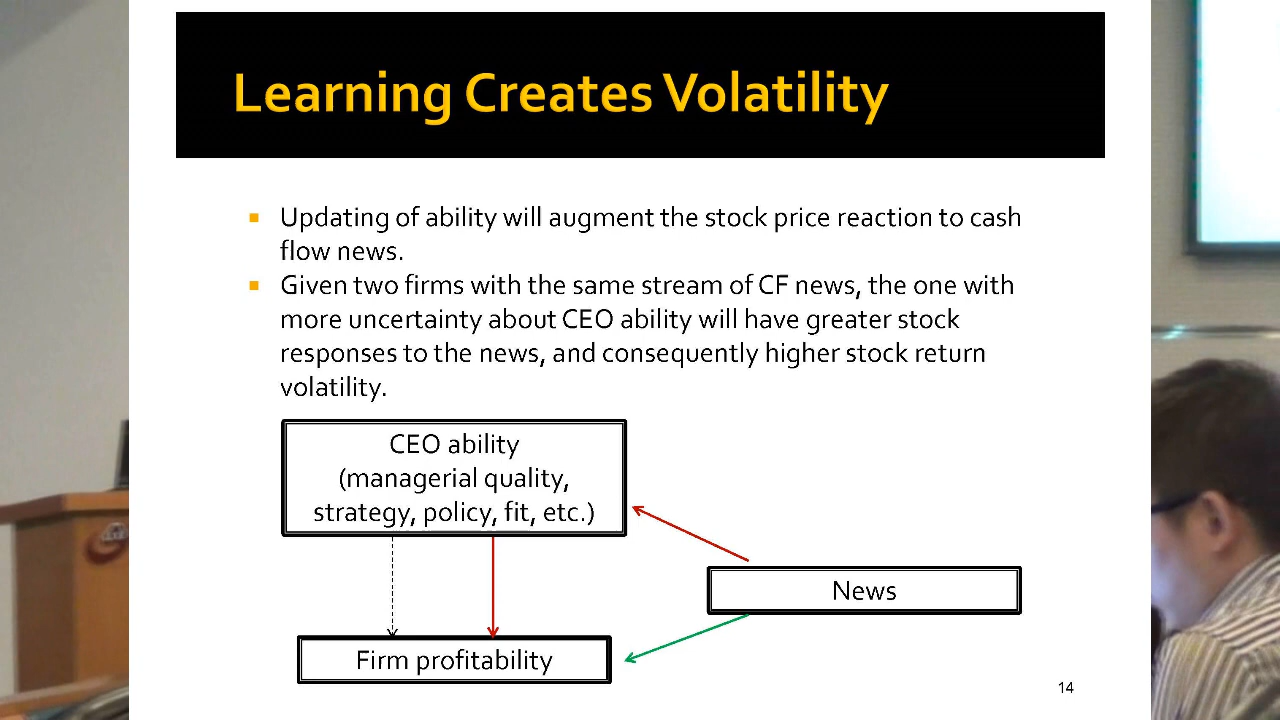 Learning Creates Volatility
Updating of ability will augment the stock price reaction to cash
flow news.
Given two firms with the same stream of CF news, the one with
more uncertainty about CEO ability will have greater stock
responses to the news, and consequently higher stock return
volatility.
CEO ability
(managerial quality,
strategy, policy, fit, etc.)
News
Firm profitability
14